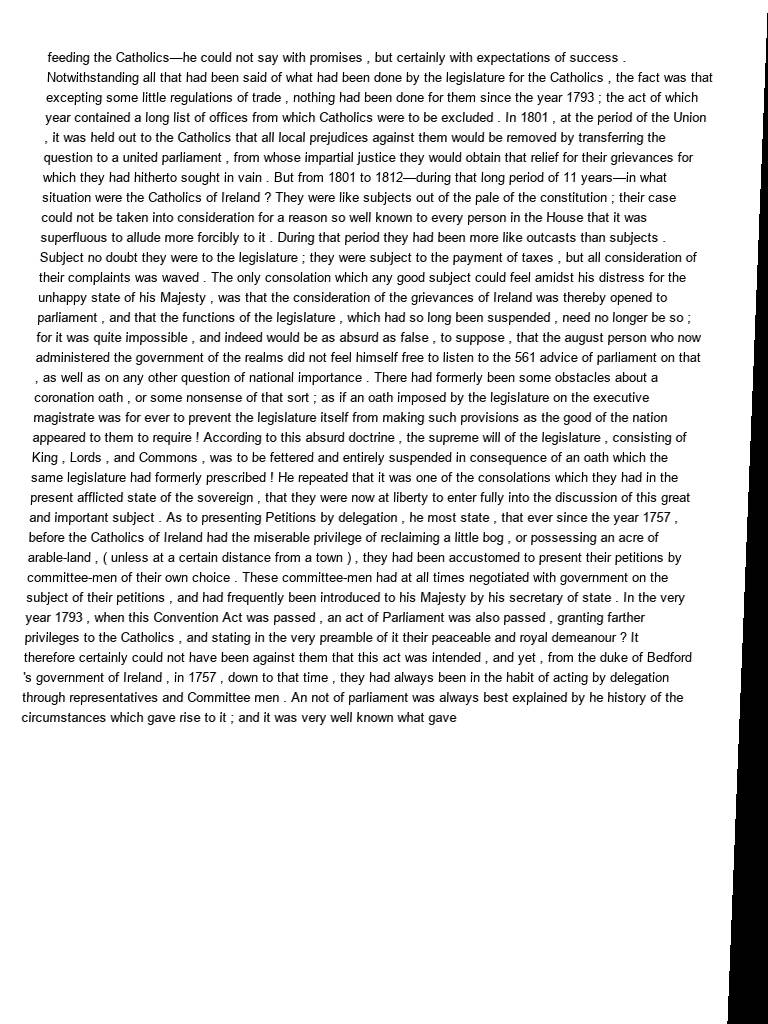 feeding the Catholics—he could not say with promises , but certainly with expectations of success .
Notwithstanding all that had been said of what had been done by the legislature for the Catholics , the fact was that
excepting some little regulations of trade , nothing had been done for them since the year 1793 ; the act of which
year contained a long list of offices from which Catholics were to be excluded . In 1801 , at the period of the Union
, it was held out to the Catholics that all local prejudices against them would be removed by transferring the
question to a united parliament , from whose impartial justice they would obtain that relief for their grievances for
which they had hitherto sought in vain . But from 1801 to 1812—during that long period of 11 years—in what
situation were the Catholics of Ireland ? They were like subjects out of the pale of the constitution ; their case
could not be taken into consideration for a reason so well known to every person in the House that it was
superfluous to allude more forcibly to it . During that period they had been more like outcasts than subjects .
Subject no doubt they were to the legislature ; they were subject to the payment of taxes , but all consideration of
their complaints was waved . The only consolation which any good subject could feel amidst his distress for the
unhappy state of his Majesty , was that the consideration of the grievances of Ireland was thereby opened to
parliament , and that the functions of the legislature , which had so long been suspended , need no longer be so ;
for it was quite impossible , and indeed would be as absurd as false , to suppose , that the august person who now
administered the government of the realms did not feel himself free to listen to the 561 advice of parliament on that
, as well as on any other question of national importance . There had formerly been some obstacles about a
coronation oath , or some nonsense of that sort ; as if an oath imposed by the legislature on the executive
magistrate was for ever to prevent the legislature itself from making such provisions as the good of the nation
appeared to them to require ! According to this absurd doctrine , the supreme will of the legislature , consisting of
King , Lords , and Commons , was to be fettered and entirely suspended in consequence of an oath which the
same legislature had formerly prescribed ! He repeated that it was one of the consolations which they had in the
present afflicted state of the sovereign , that they were now at liberty to enter fully into the discussion of this great
and important subject . As to presenting Petitions by delegation , he most state , that ever since the year 1757 ,
before the Catholics of Ireland had the miserable privilege of reclaiming a little bog , or possessing an acre of
arable-land , ( unless at a certain distance from a town ) , they had been accustomed to present their petitions by
committee-men of their own choice . These committee-men had at all times negotiated with government on the
subject of their petitions , and had frequently been introduced to his Majesty by his secretary of state . In the very
year 1793 , when this Convention Act was passed , an act of Parliament was also passed , granting farther
privileges to the Catholics , and stating in the very preamble of it their peaceable and royal demeanour ? It
therefore certainly could not have been against them that this act was intended , and yet , from the duke of Bedford
's government of Ireland , in 1757 , down to that time , they had always been in the habit of acting by delegation
through representatives and Committee men . An not of parliament was always best explained by he history of the
circumstances which gave rise to it ; and it was very well known what gave